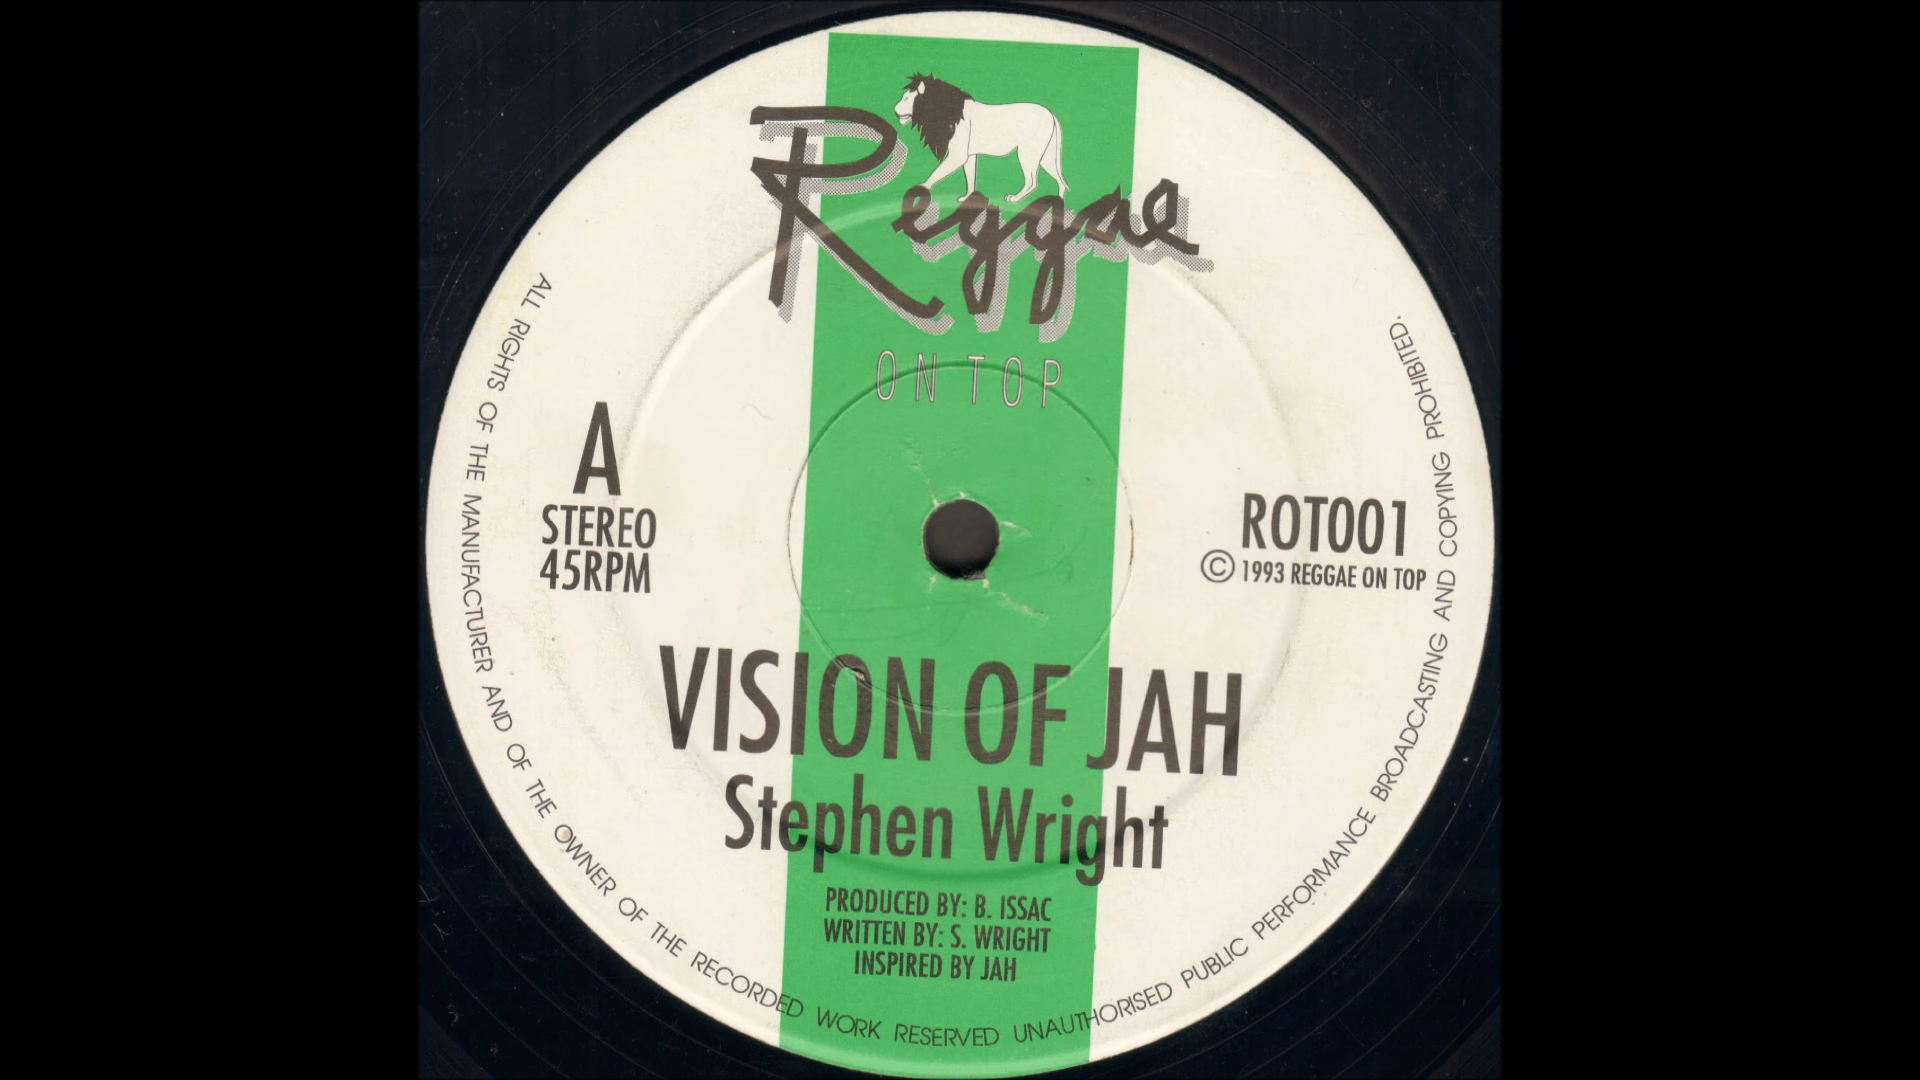 Reggae
ON TOP
A
STEREO
45RPM
ROT001
© 1993 REGGAE ON TOP
VISION OF JAH
Stephen Wright
PRODUCED BY: B. ISSAC
WRITTEN BY: S. WRIGHT
INSPIRED BY JAH
ALL RIGHTS OF THE MANUFACTURER AND OF THE OWNER OF THE RECORDED WORK RESERVED UNAUTHORISED PUBLIC PERFORMANCE BROADCASTING AND COPYING PROHIBITED.